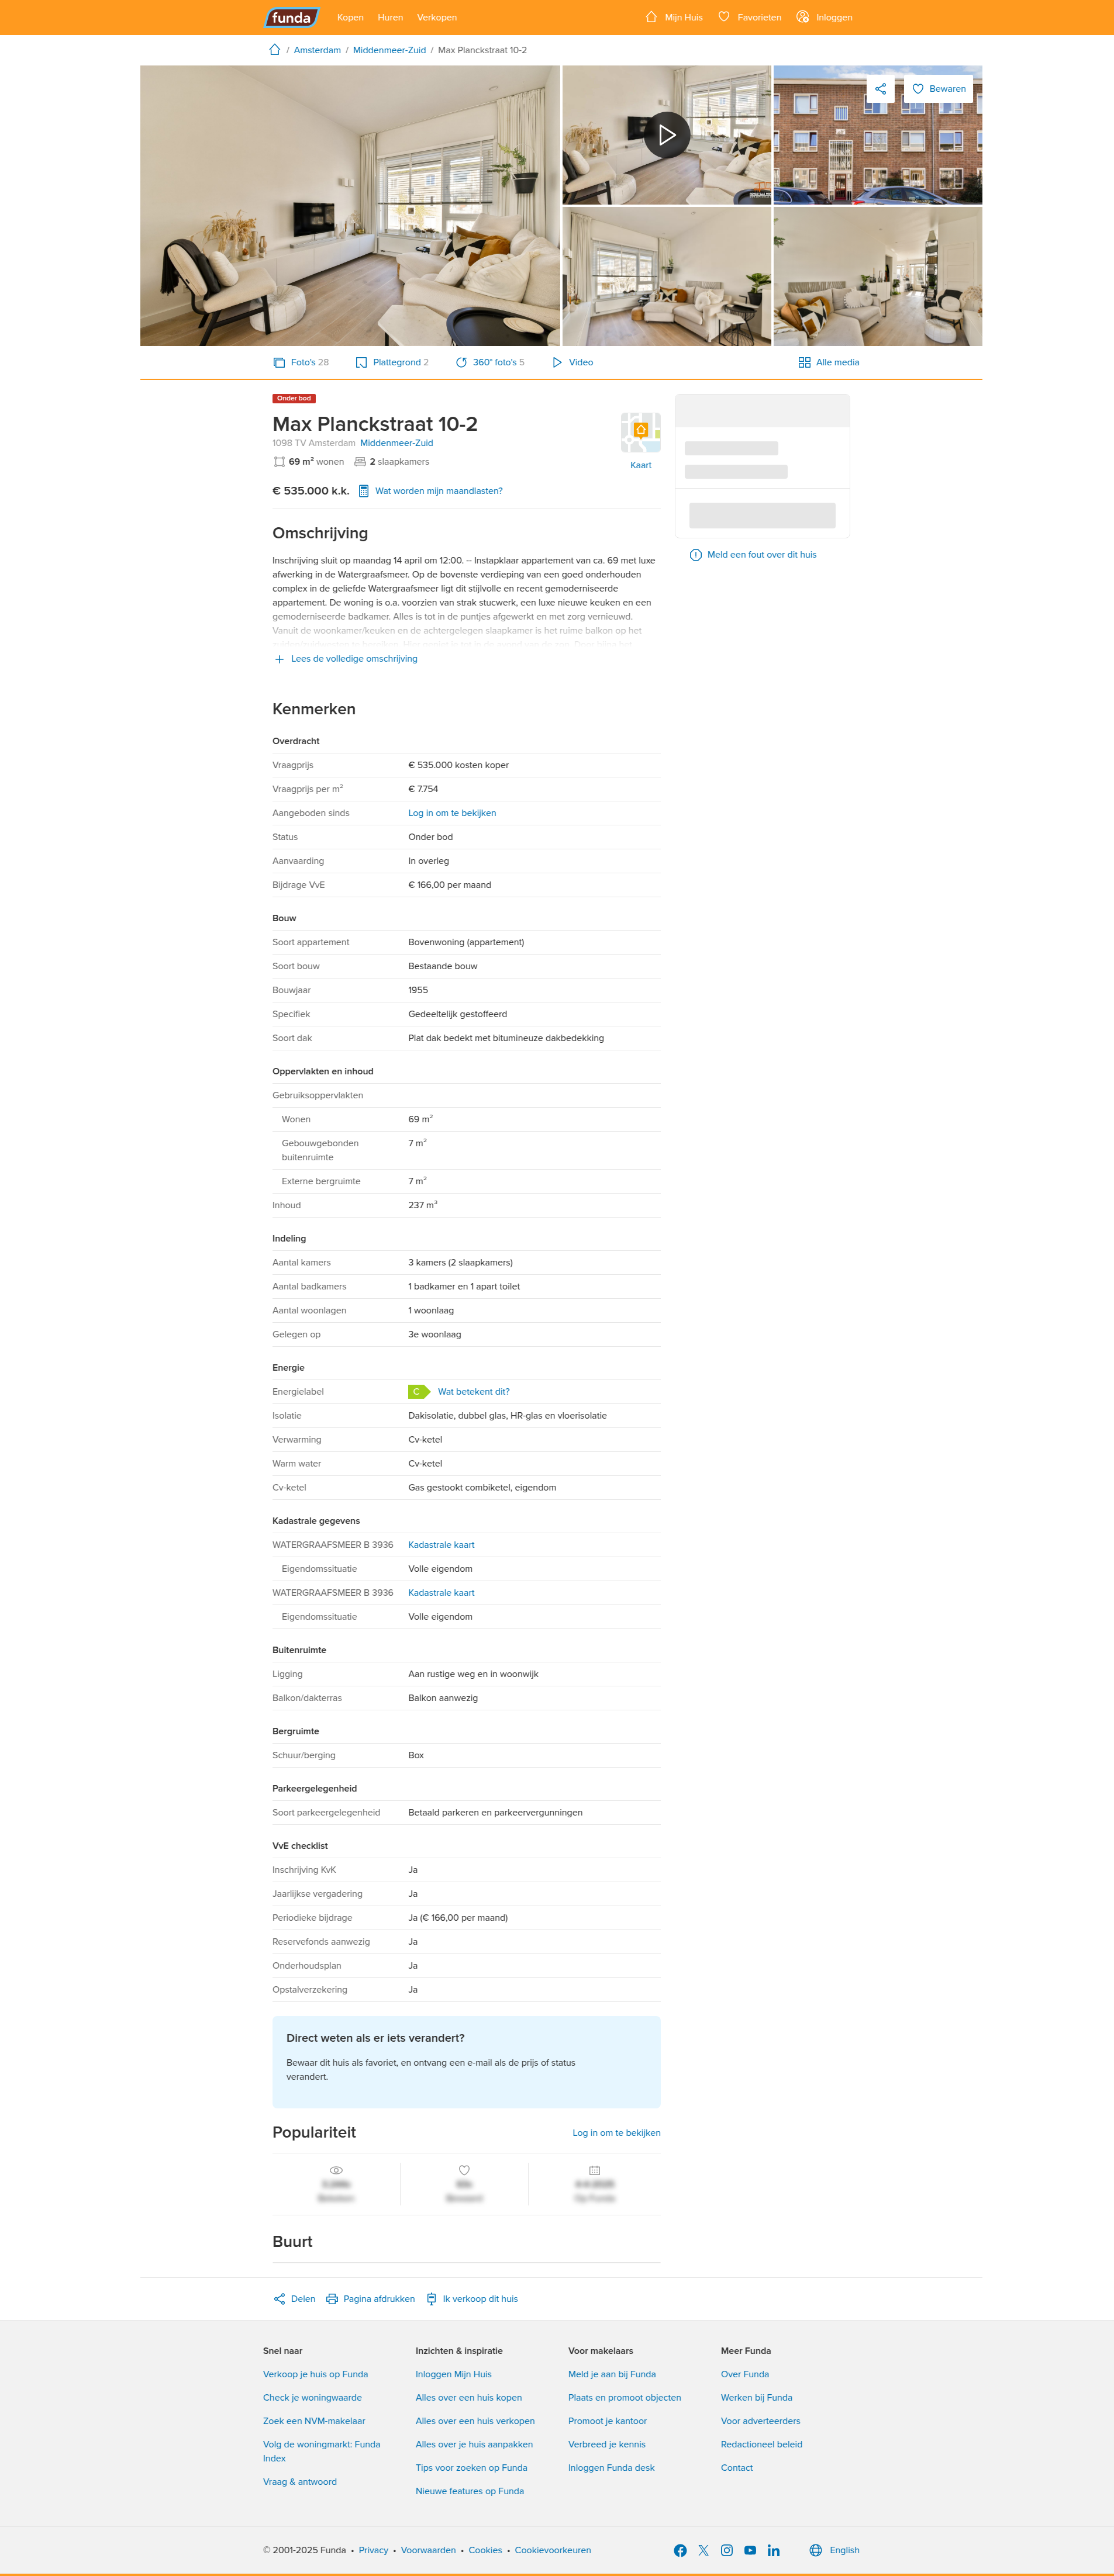 funda
Kopen
Huren
Verkopen
Mijn Huis
Favorieten
Inloggen
/ Amsterdam / Middenmeer-Zuid / Max Planckstraat 10-2
Bewaren
Foto's 28
Plattegrond 2
360° foto's 5
Video
Alle media
Onder bod
Max Planckstraat 10-2
1098 TV Amsterdam Middenmeer-Zuid
69 m² wonen
2 slaapkamers
Kaart
€ 535.000 k.k.
Wat worden mijn maandlasten?
Meld een fout over dit huis
Omschrijving
Inschrijving sluit op maandag 14 april om 12:00. -- Instapklaar appartement van ca. 69 met luxe
afwerking in de Watergraafsmeer. Op de bovenste verdieping van een goed onderhouden
complex in de geliefde Watergraafsmeer ligt dit stijlvolle en recent gemoderniseerde
appartement. De woning is o.a. voorzien van strak stucwerk, een luxe nieuwe keuken en een
gemoderniseerde badkamer. Alles is tot in de puntjes afgewerkt en met zorg vernieuwd.
Vanuit de woonkamer/keuken en de achtergelegen slaapkamer is het ruime balkon op het
Lees de volledige omschrijving
Kenmerken
Overdracht
Vraagprijs € 535.000 kosten koper
Vraagprijs per m² € 7.754
Aangeboden sinds Log in om te bekijken
Status Onder bod
Aanvaarding In overleg
Bijdrage VvE € 166,00 per maand
Bouw
Soort appartement Bovenwoning (appartement)
Soort bouw Bestaande bouw
Bouwjaar 1955
Specifiek Gedeeltelijk gestoffeerd
Soort dak Plat dak bedekt met bitumineuze dakbedekking
Oppervlakten en inhoud
Gebruiksoppervlakten
Wonen 69 m²
Gebouwgebonden 7 m²
buitenruimte
Externe bergruimte 7 m²
Inhoud 237 m³
Indeling
Aantal kamers 3 kamers (2 slaapkamers)
Aantal badkamers 1 badkamer en 1 apart toilet
Aantal woonlagen 1 woonlaag
Gelegen op 3e woonlaag
Energie
Energielabel C Wat betekent dit?
Isolatie Dakisolatie, dubbel glas, HR-glas en vloerisolatie
Verwarming Cv-ketel
Warm water Cv-ketel
Cv-ketel Gas gestookt combiketel, eigendom
Kadastrale gegevens
WATERGRAAFSMEER B 3936 Kadastrale kaart
Eigendomssituatie Volle eigendom
WATERGRAAFSMEER B 3936 Kadastrale kaart
Eigendomssituatie Volle eigendom
Buitenruimte
Ligging Aan rustige weg en in woonwijk
Balkon/dakterras Balkon aanwezig
Bergruimte
Schuur/berging Box
Parkeergelegenheid
Soort parkeergelegenheid Betaald parkeren en parkeervergunningen
VvE checklist
Inschrijving KvK Ja
Jaarlijkse vergadering Ja
Periodieke bijdrage Ja (€ 166,00 per maand)
Reservefonds aanwezig Ja
Onderhoudsplan Ja
Opstalverzekering Ja
Direct weten als er iets verandert?
Bewaar dit huis als favoriet, en ontvang een e-mail als de prijs of status
verandert.
Populariteit
Log in om te bekijken
Bekeken
Bewaard
Op Funda
Buurt
Delen
Pagina afdrukken
Ik verkoop dit huis
Snel naar
Verkoop je huis op Funda
Check je woningwaarde
Zoek een NVM-makelaar
Volg de woningmarkt: Funda
Index
Vraag & antwoord
Inzichten & inspiratie
Inloggen Mijn Huis
Alles over een huis kopen
Alles over een huis verkopen
Alles over je huis aanpakken
Tips voor zoeken op Funda
Nieuwe features op Funda
Voor makelaars
Meld je aan bij Funda
Plaats en promoot objecten
Promoot je kantoor
Verbreed je kennis
Inloggen Funda desk
Meer Funda
Over Funda
Werken bij Funda
Voor adverteerders
Redactioneel beleid
Contact
© 2001-2025 Funda • Privacy • Voorwaarden • Cookies • Cookievoorkeuren
English